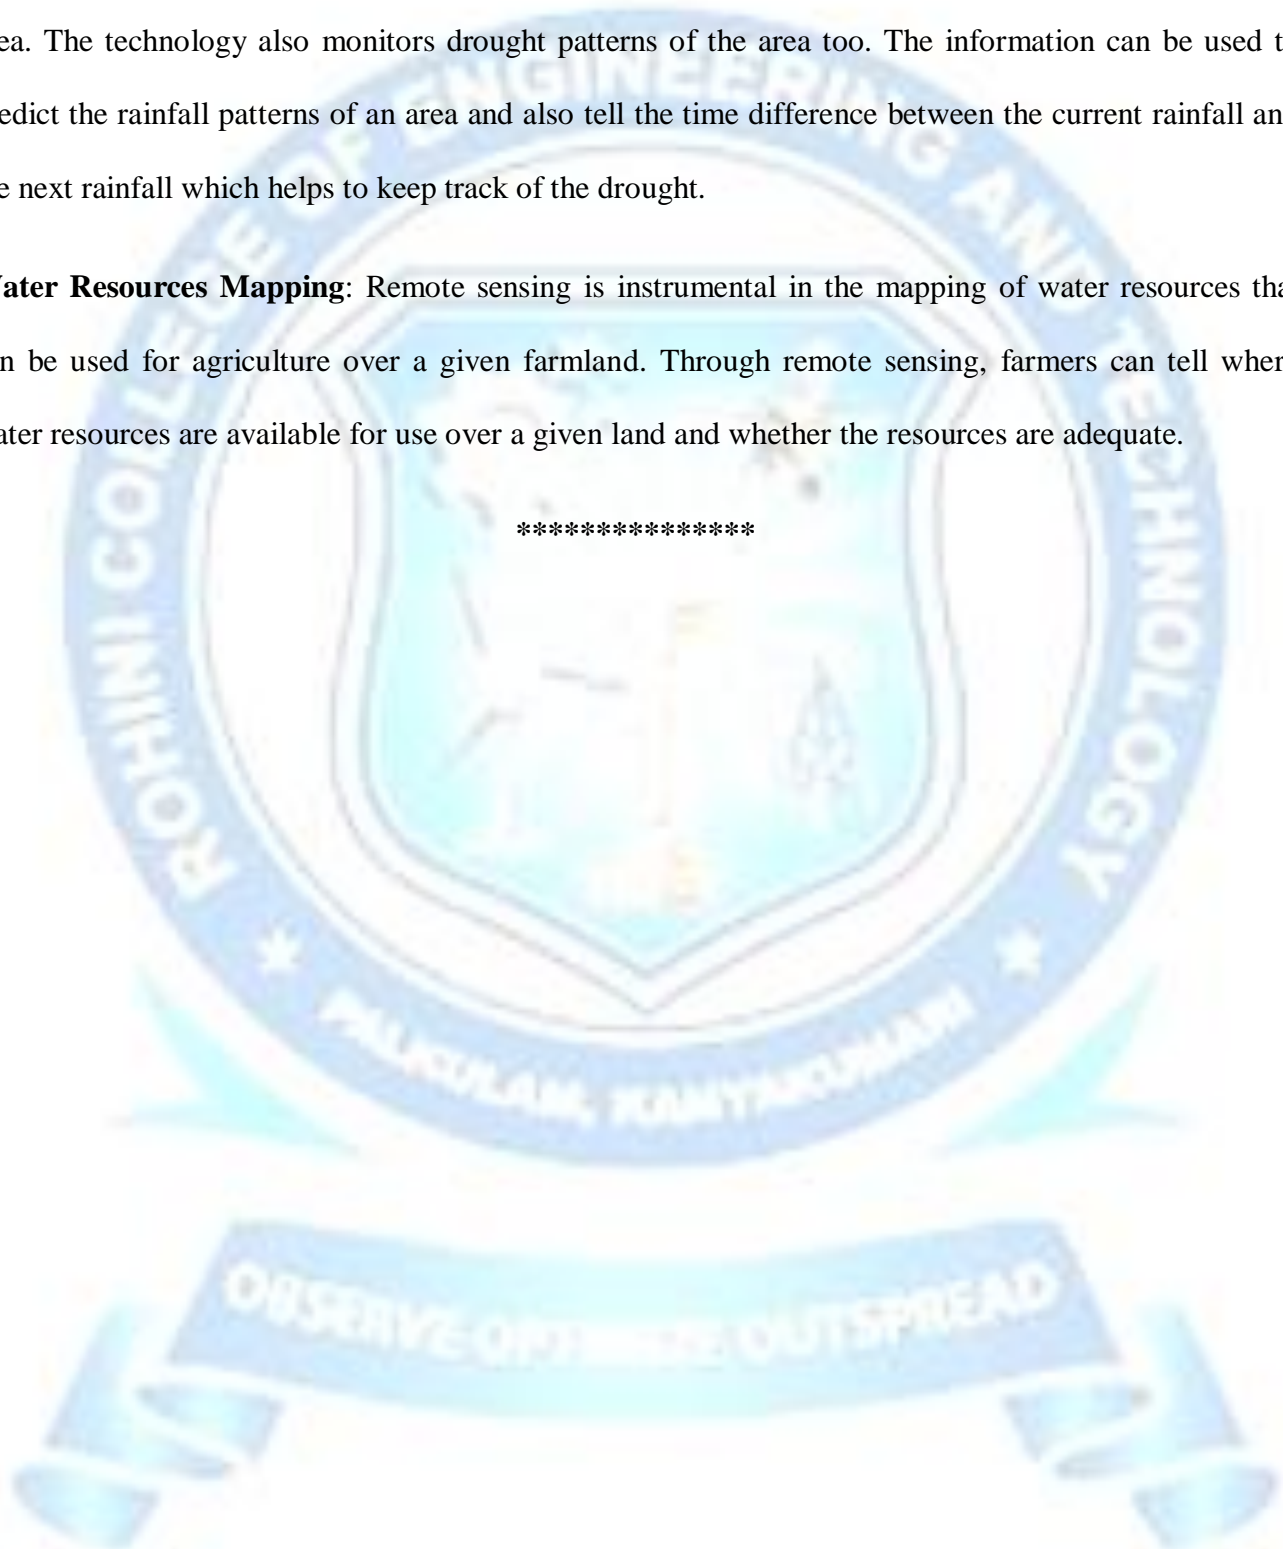 ea. The technology also monitors drought patterns of the area too. The information can be used t
edict the rainfall patterns of an area and also tell the time difference between the current rainfall an
e next rainfall which helps to keep track of the drought.
Vater Resources Mapping: Remote sensing is instrumental in the mapping of water resources tha
n be used for agriculture over a given farmland. Through remote sensing, farmers can tell wher
ater resources are available for use over a given land and whether the resources are adequate.
***************
ROHINI COLLEGE OF ENGINEERING AND TECHNOLOGY
PALKULAM, KANYAKUMARI
OBSERVE OPTIMIZE OUTSPREAD